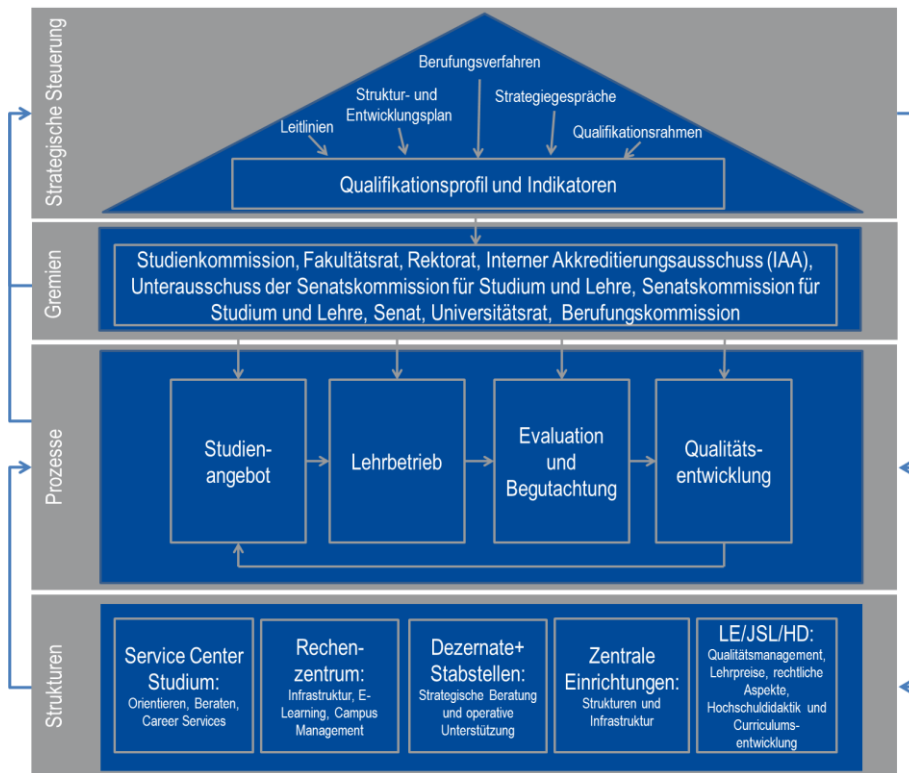 Strategische Steuerung
Berufungsverfahren
Struktur- und
Entwicklungsplan
Strategiegespräche
Leitlinien
Qualifikationsrahmen
Qualifikationsprofil und Indikatoren
Gremien
Studienkommission, Fakultätsrat, Rektorat, Interner Akkreditierungsausschuss (IAA),
Unterausschuss der Senatskommission für Studium und Lehre, Senatskommission für
Studium und Lehre, Senat, Universitätsrat, Berufungskommission
Prozesse
Studien-
angebot
Lehrbetrieb
Evaluation
und
Begutachtung
Qualitäts-
entwicklung
Strukturen
Service Center
Studium:
Orientieren, Beraten,
Career Services
Rechen-
zentrum:
Infrastruktur, E-
Learning, Campus
Management
Dezernate+
Stabstellen:
Strategische Beratung
und operative
Unterstützung
Zentrale
Einrichtungen:
Strukturen und
Infrastruktur
LE/JSL/HD:
Qualitätsmanagement,
Lehrpreise, rechtliche
Aspekte,
Hochschuldidaktik und
Curriculums-
entwicklung